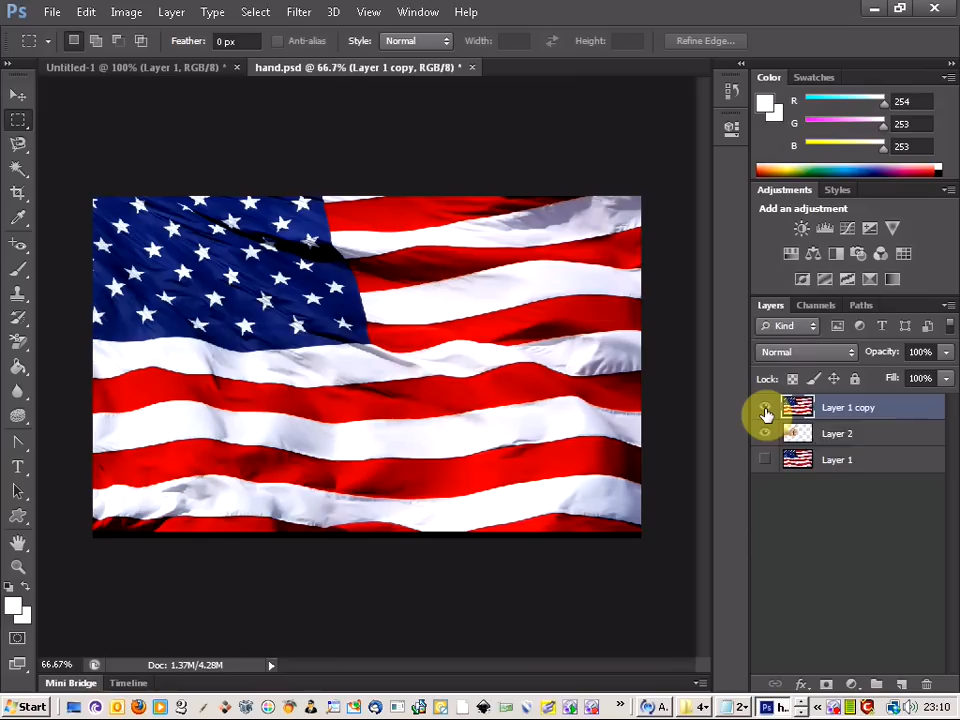 Ps File Edit Image Layer Type Select Filter 3D View Window Help
Feather: 0 px Anti-alias Style: Normal Width: Height: Refine Edge...
Untitled-1 @ 100% (Layer 1, RGB/8) * × hand.psd @ 66.7% (Layer 1 copy, RGB/8) * ×
Color Swatches
R 254
G 253
B 253
Adjustments Styles
Add an adjustment
Layers Channels Paths
Kind
Normal Opacity: 100%
Lock: Fill: 100%
Layer 1 copy
Layer 2
Layer 1
66.67% Doc: 1.37M/4.28M
Mini Bridge Timeline
Start » A. 4 2 Ps h. « 23:10